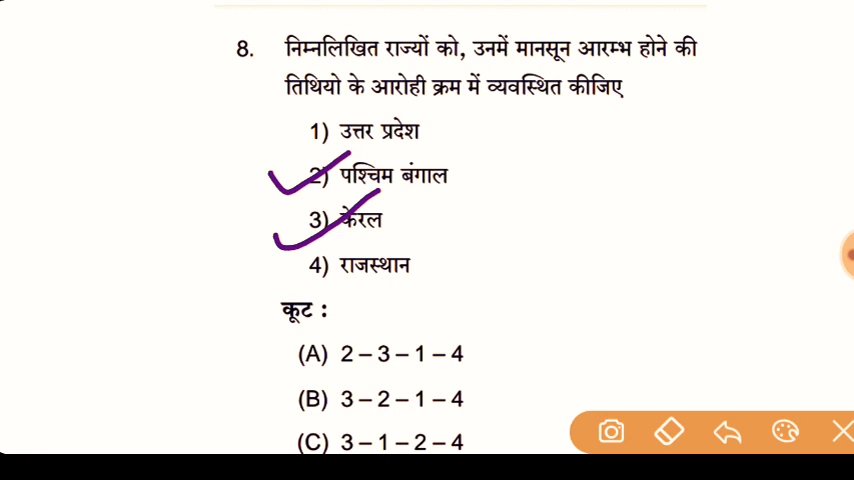 8. निम्नलिखित राज्यों को, उनमें मानसून आरम्भ होने की
तिथियो के आरोही क्रम में व्यवस्थित कीजिए
1) उत्तर प्रदेश
2) पश्चिम बंगाल
3) केरल
4) राजस्थान
कूट :
(A) 2 – 3 – 1 – 4
(B) 3 – 2 – 1 – 4
(C) 3 – 1 – 2 – 4